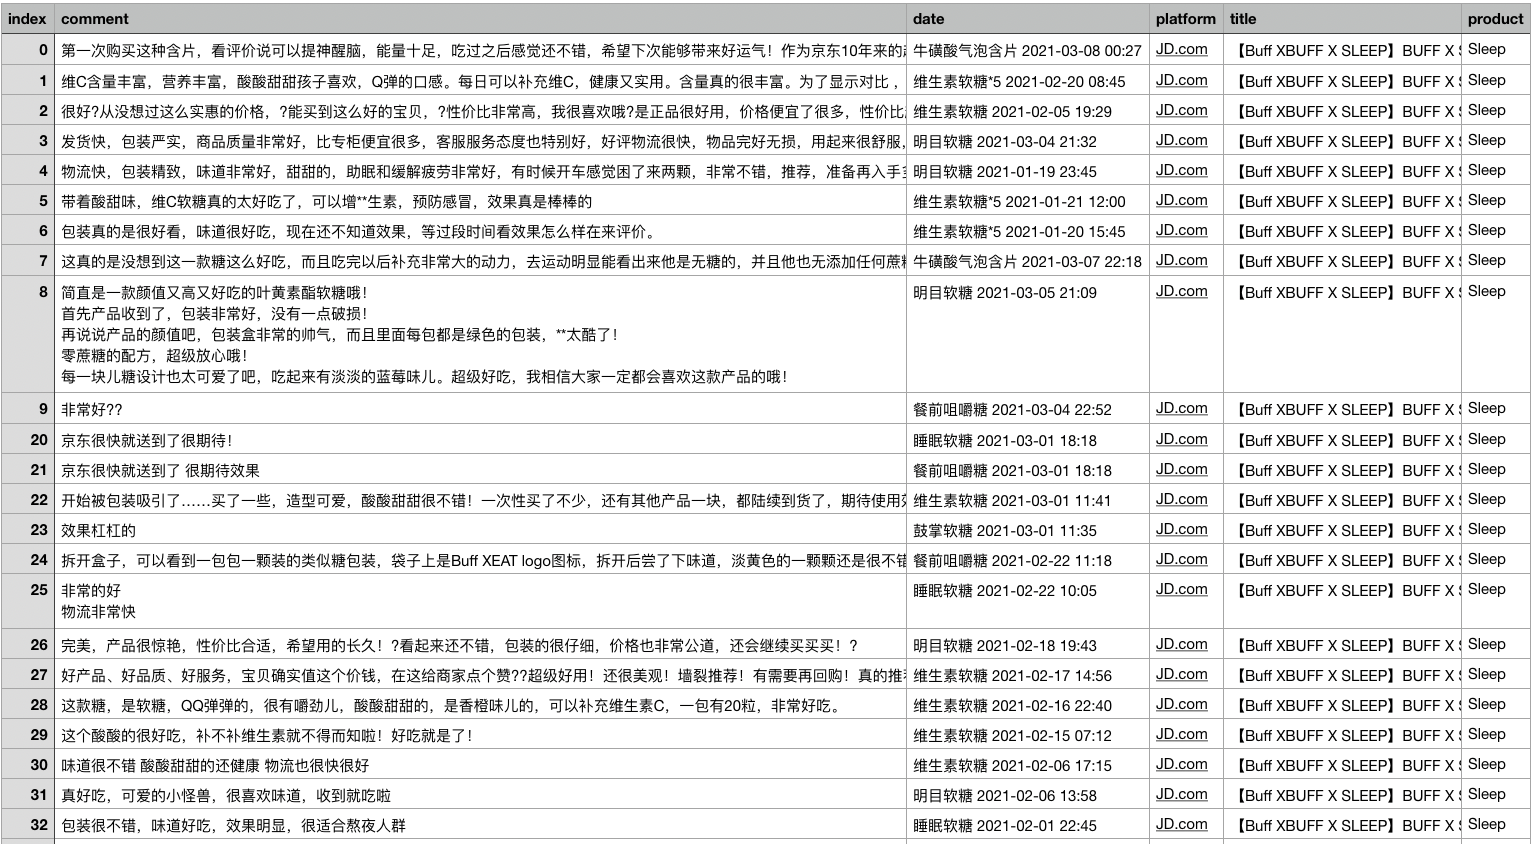 index comment date platform title product
0 第一次购买这种含片，看评价说可以提神醒脑，能量十足，吃过之后感觉还不错，希望下次能够带来好运气！作为京东10年来的 牛磺酸气泡含片 2021-03-08 00:27 JD.com 【Buff XBUFF X SLEEP】BUFF X Sleep
1 维C含量丰富，营养丰富，酸酸甜甜孩子喜欢，Q弹的口感。每日可以补充维C，健康又实用。含量真的很丰富。为了显示对比， 维生素软糖*5 2021-02-20 08:45 JD.com 【Buff XBUFF X SLEEP】BUFF X Sleep
2 很好?从没想过这么实惠的价格，?能买到这么好的宝贝，?性价比非常高，我很喜欢哦?是正品很好用，价格便宜了很多，性价比 维生素软糖 2021-02-05 19:29 JD.com 【Buff XBUFF X SLEEP】BUFF X Sleep
3 发货快，包装严实，商品质量非常好，比专柜便宜很多，客服服务态度也特别好，好评物流很快，物品完好无损，用起来很舒服， 明目软糖 2021-03-04 21:32 JD.com 【Buff XBUFF X SLEEP】BUFF X Sleep
4 物流快，包装精致，味道非常好，甜甜的，助眠和缓解疲劳非常好，有时候开车感觉困了来两颗，非常不错，推荐，准备再入手 明目软糖 2021-01-19 23:45 JD.com 【Buff XBUFF X SLEEP】BUFF X Sleep
5 带着酸甜味，维C软糖真的太好吃了，可以增**生素，预防感冒，效果真是棒棒的 维生素软糖*5 2021-01-21 12:00 JD.com 【Buff XBUFF X SLEEP】BUFF X Sleep
6 包装真的是很好看，味道很好吃，现在还不知道效果，等过段时间看效果怎么样在来评价。 维生素软糖*5 2021-01-20 15:45 JD.com 【Buff XBUFF X SLEEP】BUFF X Sleep
7 这真的是没想到这一款糖这么好吃，而且吃完以后补充非常大的动力，去运动明显能看出来他是无糖的，并且他也无添加任何蔗糖 牛磺酸气泡含片 2021-03-07 22:18 JD.com 【Buff XBUFF X SLEEP】BUFF X Sleep
8 简直是一款颜值又高又好吃的叶黄素酯软糖哦！ 明目软糖 2021-03-05 21:09 JD.com 【Buff XBUFF X SLEEP】BUFF X Sleep
首先产品收到了，包装非常好，没有一点破损！
再说说产品的颜值吧，包装盒非常的帅气，而且里面每包都是绿色的包装，**太酷了！
零蔗糖的配方，超级放心哦！
每一块儿糖设计也太可爱了吧，吃起来有淡淡的蓝莓味儿。超级好吃，我相信大家一定都会喜欢这款产品的哦！
9 非常好?? 餐前咀嚼糖 2021-03-04 22:52 JD.com 【Buff XBUFF X SLEEP】BUFF X Sleep
20 京东很快就送到了很期待！ 睡眠软糖 2021-03-01 18:18 JD.com 【Buff XBUFF X SLEEP】BUFF X Sleep
21 京东很快就送到了 很期待效果 餐前咀嚼糖 2021-03-01 18:18 JD.com 【Buff XBUFF X SLEEP】BUFF X Sleep
22 开始被包装吸引了……买了一些，造型可爱，酸酸甜甜很不错！一次性买了不少，还有其他产品一块，都陆续到货了，期待使用 维生素软糖 2021-03-01 11:41 JD.com 【Buff XBUFF X SLEEP】BUFF X Sleep
23 效果杠杠的 鼓掌软糖 2021-03-01 11:35 JD.com 【Buff XBUFF X SLEEP】BUFF X Sleep
24 拆开盒子，可以看到一包包一颗装的类似糖包装，袋子上是Buff XEAT logo图标，拆开后尝了下味道，淡黄色的一颗颗还是很不错 餐前咀嚼糖 2021-02-22 11:18 JD.com 【Buff XBUFF X SLEEP】BUFF X Sleep
25 非常的好 睡眠软糖 2021-02-22 10:05 JD.com 【Buff XBUFF X SLEEP】BUFF X Sleep
物流非常快
26 完美，产品很惊艳，性价比合适，希望用的长久！?看起来还不错，包装的很仔细，价格也非常公道，还会继续买买买！? 明目软糖 2021-02-18 19:43 JD.com 【Buff XBUFF X SLEEP】BUFF X Sleep
27 好产品、好品质、好服务，宝贝确实值这个价钱，在这给商家点个赞??超级好用！还很美观！墙裂推荐！有需要再回购！真的推 维生素软糖 2021-02-17 14:56 JD.com 【Buff XBUFF X SLEEP】BUFF X Sleep
28 这款糖，是软糖，QQ弹弹的，很有嚼劲儿，酸酸甜甜的，是香橙味儿的，可以补充维生素C，一包有20粒，非常好吃。 维生素软糖 2021-02-16 22:40 JD.com 【Buff XBUFF X SLEEP】BUFF X Sleep
29 这个酸酸的很好吃，补不补维生素就不得而知啦！好吃就是了！ 维生素软糖 2021-02-15 07:12 JD.com 【Buff XBUFF X SLEEP】BUFF X Sleep
30 味道很不错 酸酸甜甜的还健康 物流也很快很好 维生素软糖 2021-02-06 17:15 JD.com 【Buff XBUFF X SLEEP】BUFF X Sleep
31 真好吃，可爱的小怪兽，很喜欢味道，收到就吃啦 明目软糖 2021-02-06 13:58 JD.com 【Buff XBUFF X SLEEP】BUFF X Sleep
32 包装很不错，味道好吃，效果明显，很适合熬夜人群 睡眠软糖 2021-02-01 22:45 JD.com 【Buff XBUFF X SLEEP】BUFF X Sleep